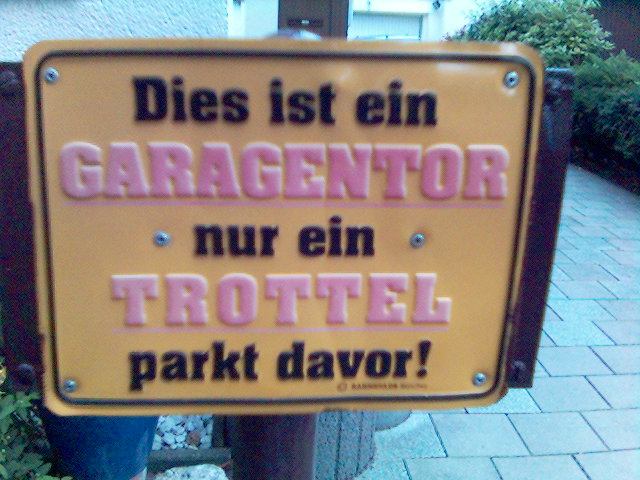 Dies ist ein
GARAGENTOR
nur ein
TROTTEL
parkt davor!